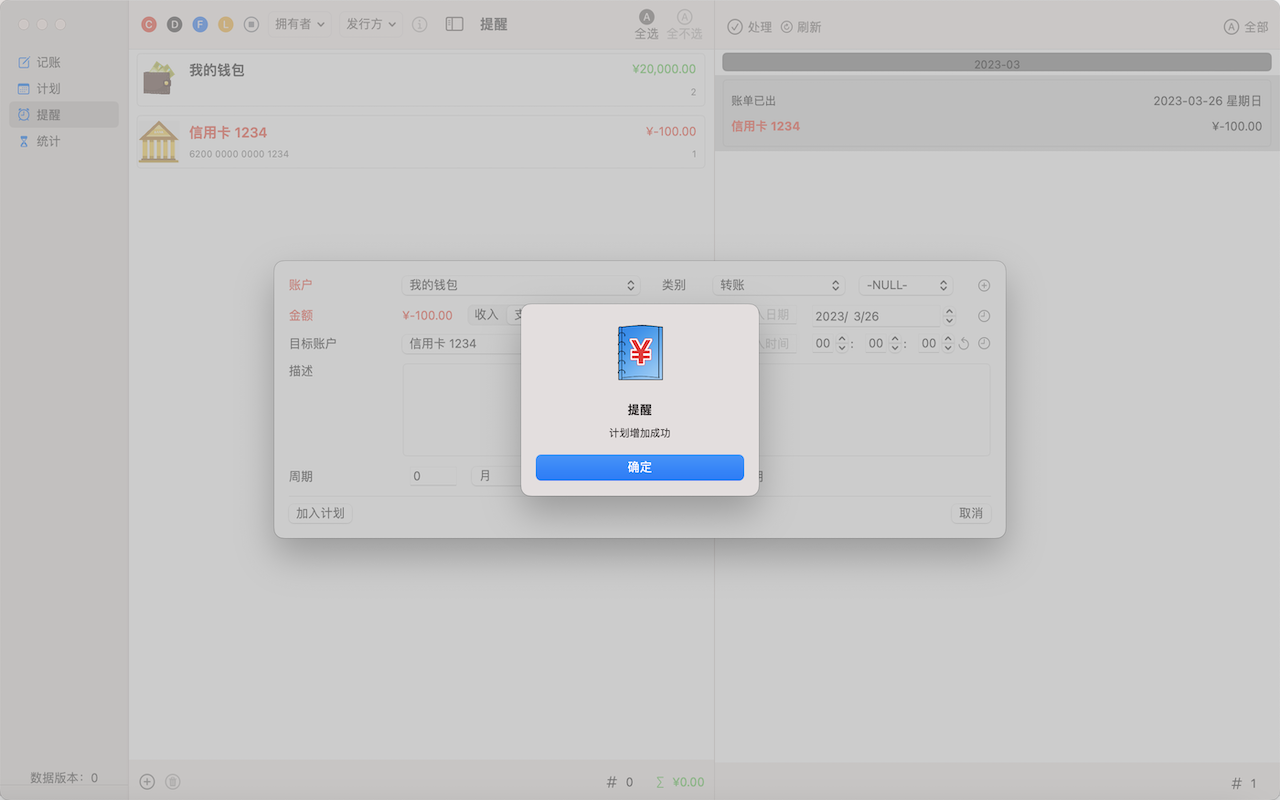 C D F L 拥有者 发行方 提醒 A 全选 A 全不选
处理 刷新 A 全部
记账
计划
提醒
统计
数据版本：0
我的钱包 ¥20,000.00
2
信用卡 1234 ¥-100.00
6200 0000 0000 1234 1
# 0 Σ ¥0.00
2023-03
账单已出 2023-03-26 星期日
信用卡 1234 ¥-100.00
# 1
账户 我的钱包 类别 转账 -NULL-
金额 ¥-100.00 收入 日期 2023/ 3/26
目标账户 信用卡 1234 时间 00 : 00 : 00
描述
周期 0 月
加入计划 取消
¥
提醒
计划增加成功
确定